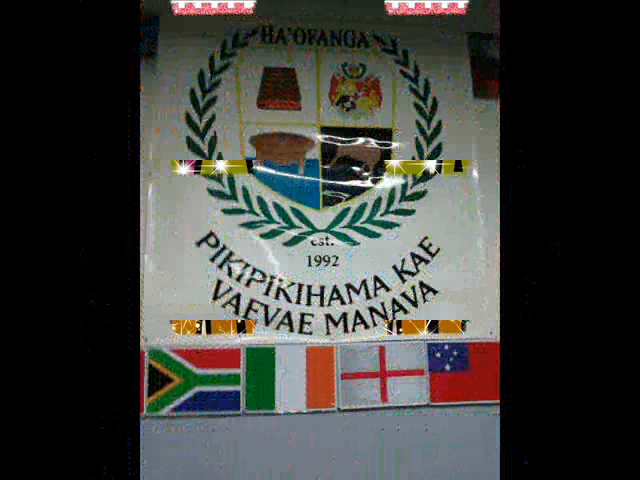 HA'OFANGA
est.
1992
PIKIPIKIHAMA KAE
VAEVAE MANAVA